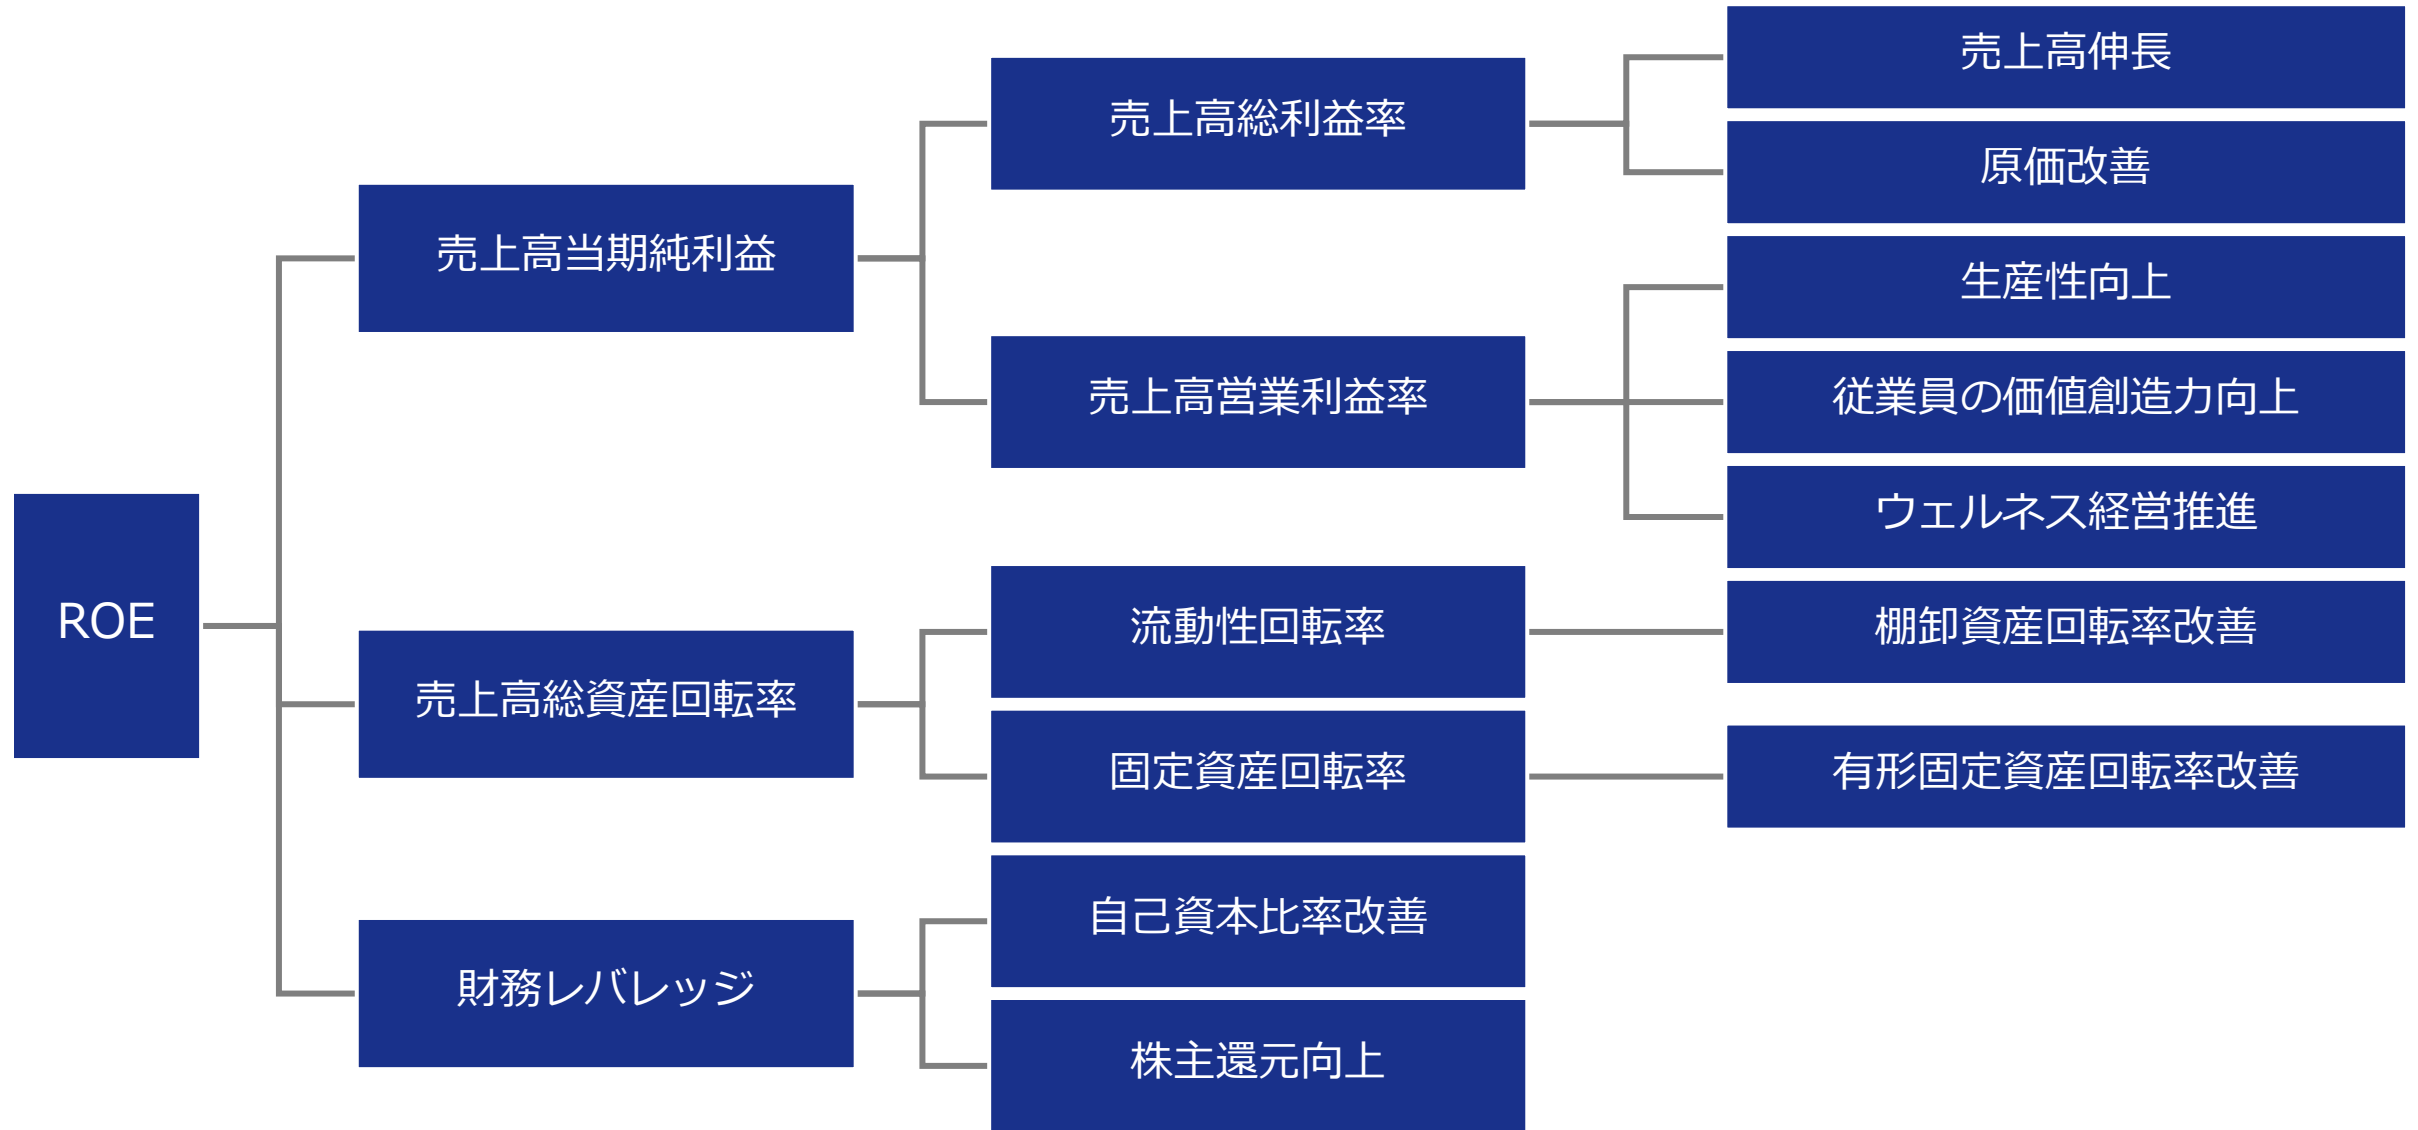 ROE
売上高当期純利益
売上高総利益率
売上高伸長
原価改善
売上高営業利益率
生産性向上
従業員の価値創造力向上
ウェルネス経営推進
売上高総資産回転率
流動性回転率
棚卸資産回転率改善
固定資産回転率
有形固定資産回転率改善
財務レバレッジ
自己資本比率改善
株主還元向上